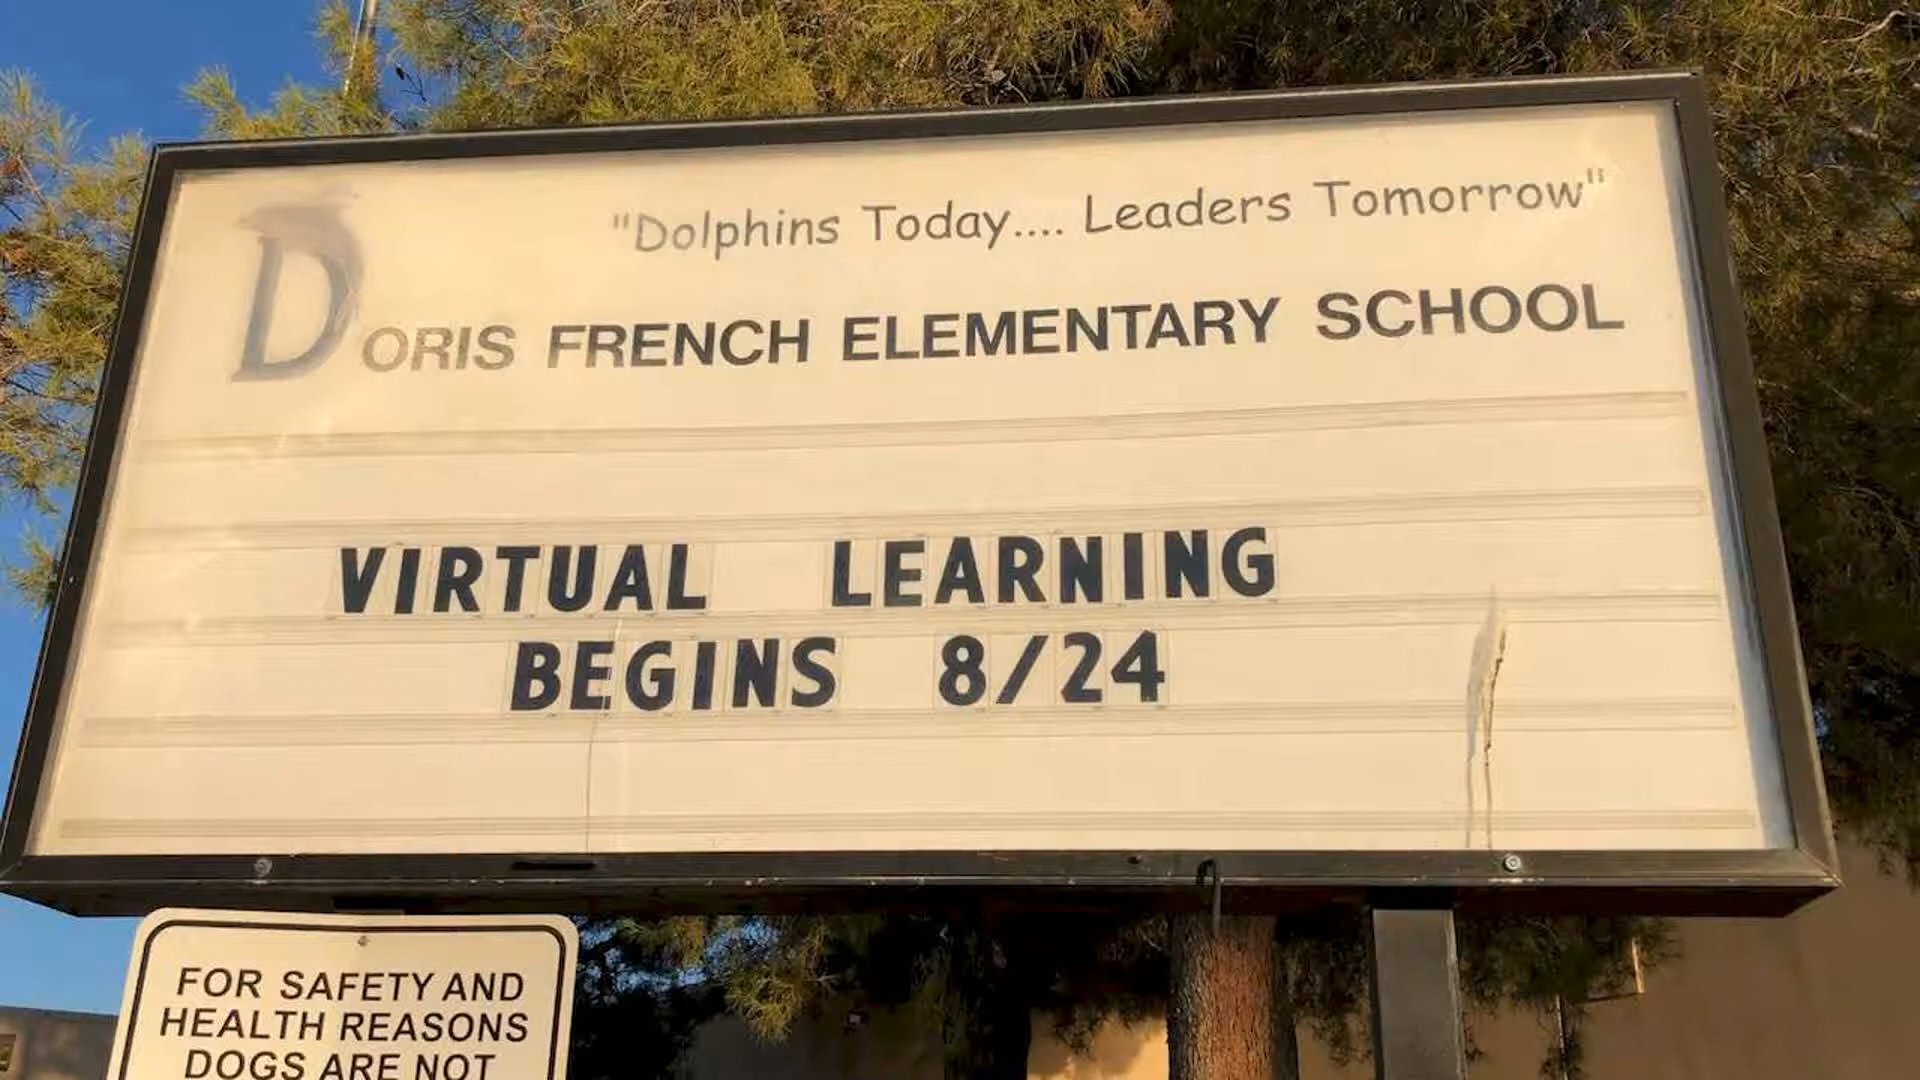 "Dolphins Today.... Leaders Tomorrow"
DORIS FRENCH ELEMENTARY SCHOOL
VIRTUAL LEARNING
BEGINS 8/24
FOR SAFETY AND
HEALTH REASONS
DOGS ARE NOT